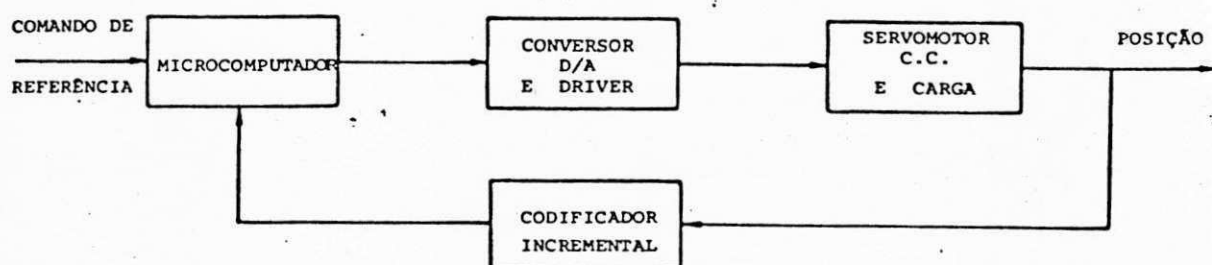 COMANDO DE
REFERÊNCIA
MICROCOMPUTADOR
CONVERSOR
D/A
E DRIVER
SERVOMOTOR
C.C.
E CARGA
POSIÇÃO
CODIFICADOR
INCREMENTAL